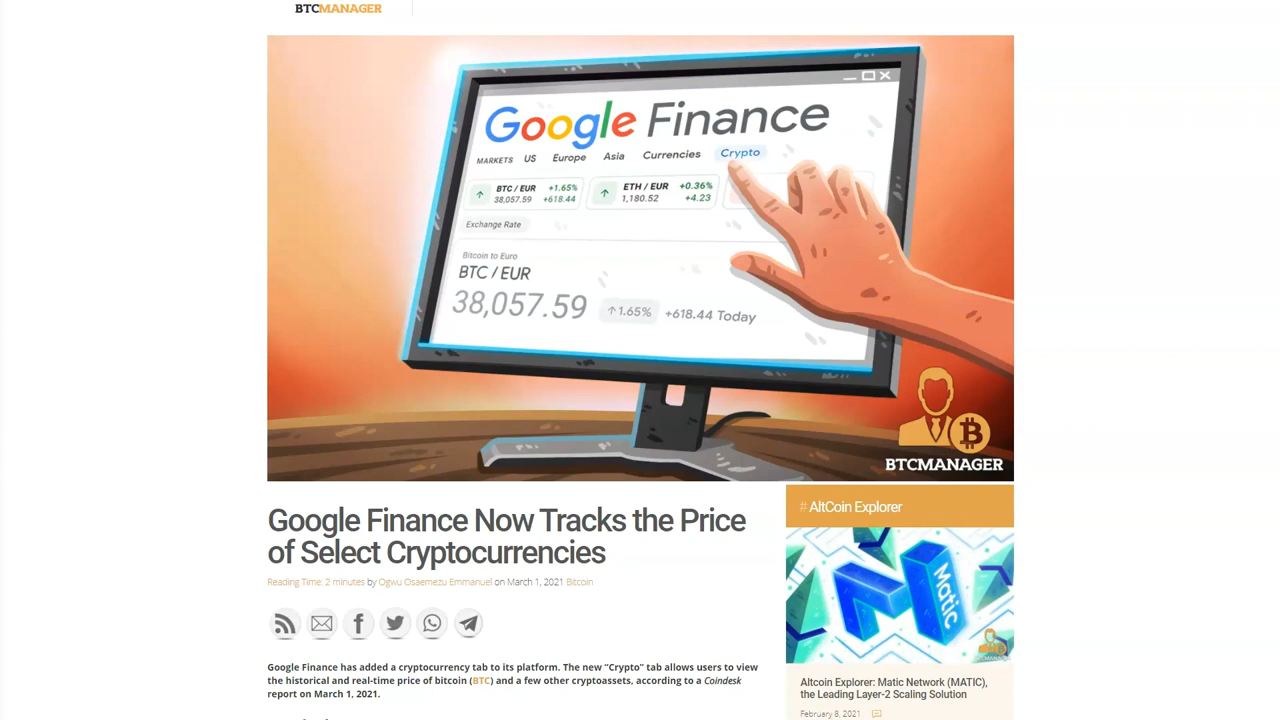 BTCMANAGER
Google Finance
MARKETS US Europe Asia Currencies Crypto
BTC / EUR +1.65%
38,057.59 +618.44
ETH / EUR +0.36%
1,180.52 +4.23
Exchange Rate
Bitcoin to Euro
BTC / EUR
38,057.59 ↑1.65% +618.44 Today
BTCMANAGER
Google Finance Now Tracks the Price
of Select Cryptocurrencies
Reading Time: 2 minutes by Ogwu Osaemezu Emmanuel on March 1, 2021 Bitcoin
Google Finance has added a cryptocurrency tab to its platform. The new “Crypto” tab allows users to view
the historical and real-time price of bitcoin (BTC) and a few other cryptoassets, according to a Coindesk
report on March 1, 2021.
# AltCoin Explorer
Matic
Altcoin Explorer: Matic Network (MATIC),
the Leading Layer-2 Scaling Solution
February 8, 2021